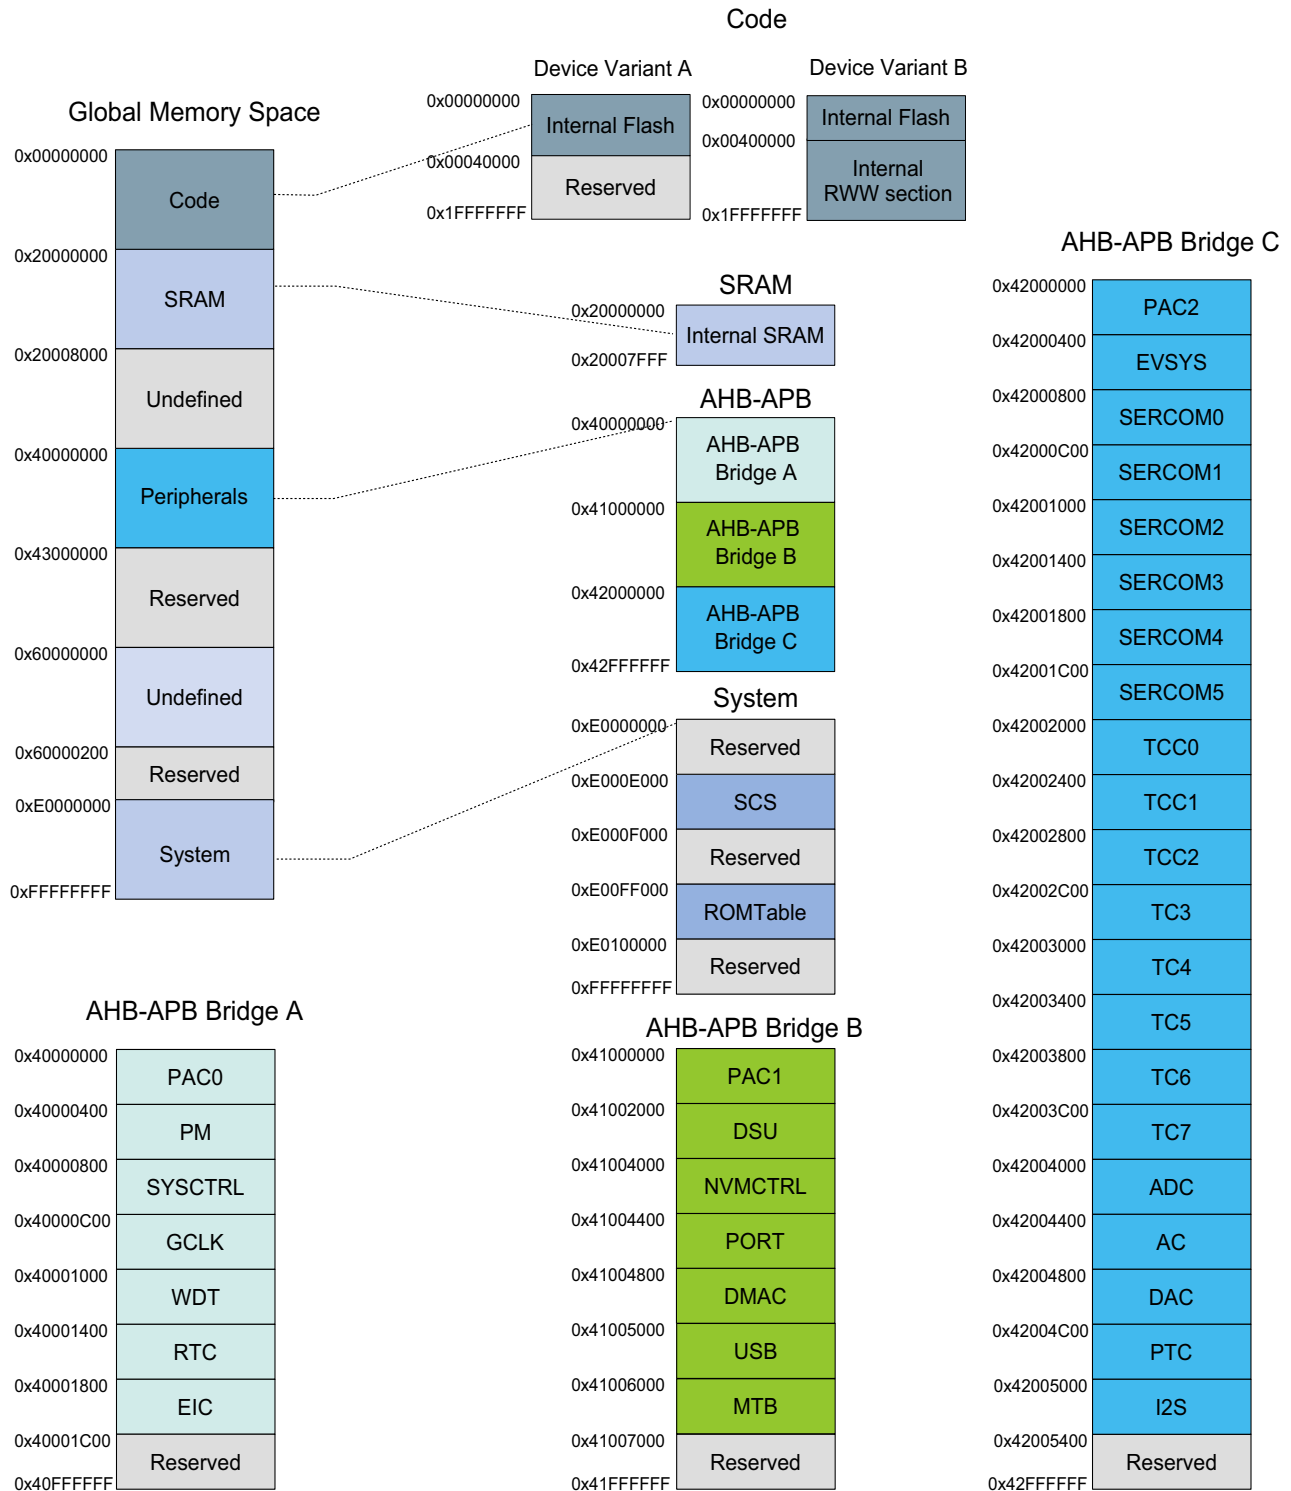 Code
Device Variant A
0x00000000
Internal Flash
0x00040000
Reserved
0x1FFFFFFF
Device Variant B
0x00000000
Internal Flash
0x00400000
Internal
RWW section
0x1FFFFFFF
Global Memory Space
0x00000000
Code
0x20000000
SRAM
0x20008000
Undefined
0x40000000
Peripherals
0x43000000
Reserved
0x60000000
Undefined
0x60000200
Reserved
0xE0000000
System
0xFFFFFFFF
SRAM
0x20000000
Internal SRAM
0x20007FFF
AHB-APB
0x40000000
AHB-APB
Bridge A
0x41000000
AHB-APB
Bridge B
0x42000000
AHB-APB
Bridge C
0x42FFFFFF
System
0xE0000000
Reserved
0xE000E000
SCS
0xE000F000
Reserved
0xE00FF000
ROMTable
0xE0100000
Reserved
0xFFFFFFFF
AHB-APB Bridge C
0x42000000
PAC2
0x42000400
EVSYS
0x42000800
SERCOM0
0x42000C00
SERCOM1
0x42001000
SERCOM2
0x42001400
SERCOM3
0x42001800
SERCOM4
0x42001C00
SERCOM5
0x42002000
TCC0
0x42002400
TCC1
0x42002800
TCC2
0x42002C00
TC3
0x42003000
TC4
0x42003400
TC5
0x42003800
TC6
0x42003C00
TC7
0x42004000
ADC
0x42004400
AC
0x42004800
DAC
0x42004C00
PTC
0x42005000
I2S
0x42005400
Reserved
0x42FFFFFF
AHB-APB Bridge A
0x40000000
PAC0
0x40000400
PM
0x40000800
SYSCTRL
0x40000C00
GCLK
0x40001000
WDT
0x40001400
RTC
0x40001800
EIC
0x40001C00
Reserved
0x40FFFFFF
AHB-APB Bridge B
0x41000000
PAC1
0x41002000
DSU
0x41004000
NVMCTRL
0x41004400
PORT
0x41004800
DMAC
0x41005000
USB
0x41006000
MTB
0x41007000
Reserved
0x41FFFFFF